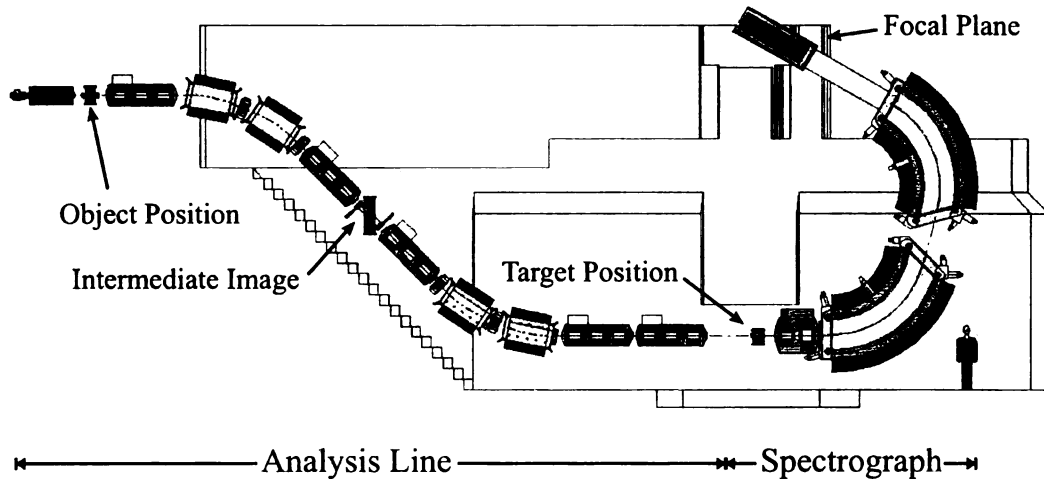 Focal Plane
Object Position
Intermediate Image
Target Position
Analysis Line
Spectrograph